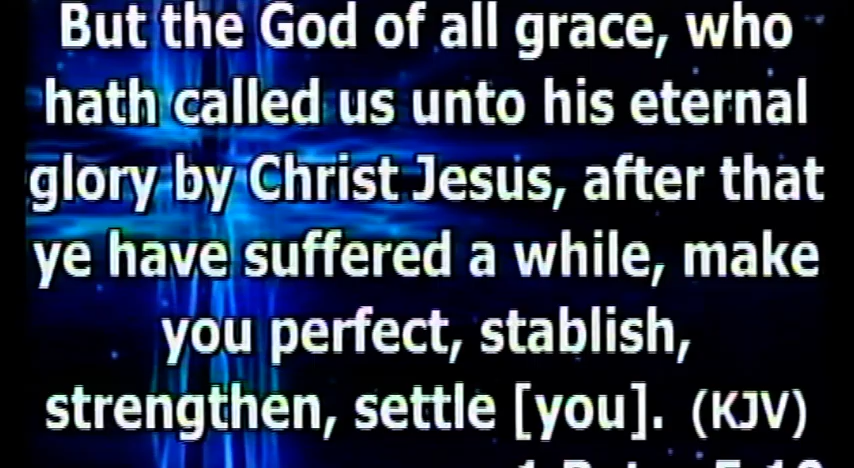 But the God of all grace, who
hath called us unto his eternal
glory by Christ Jesus, after that
ye have suffered a while, make
you perfect, stablish,
strengthen, settle [you]. (KJV)